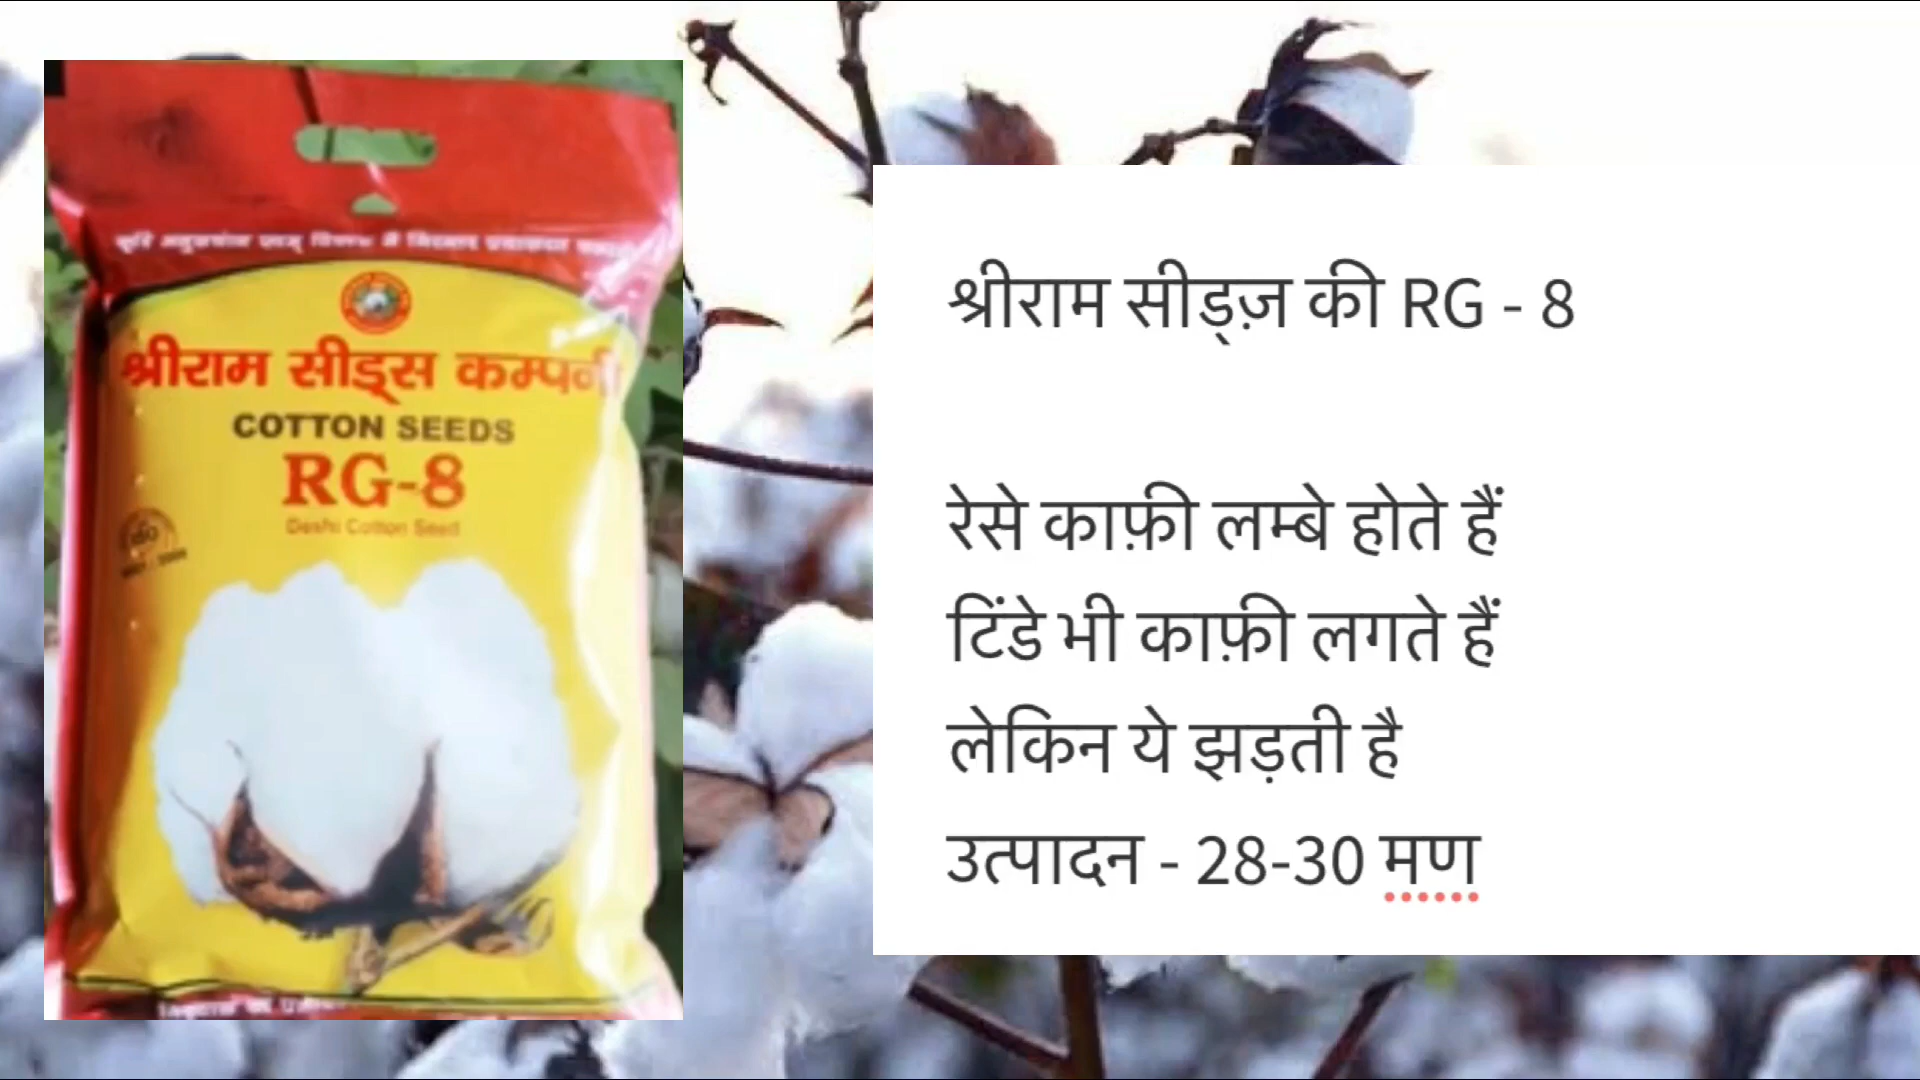 श्रीराम सीड्स कम्पनी
COTTON SEEDS
RG-8
Deshi Cotton Seed
श्रीराम सीड्ज़ की RG - 8
रेसे काफ़ी लम्बे होते हैं
टिंडे भी काफ़ी लगते हैं
लेकिन ये झड़ती है
उत्पादन - 28-30 मण